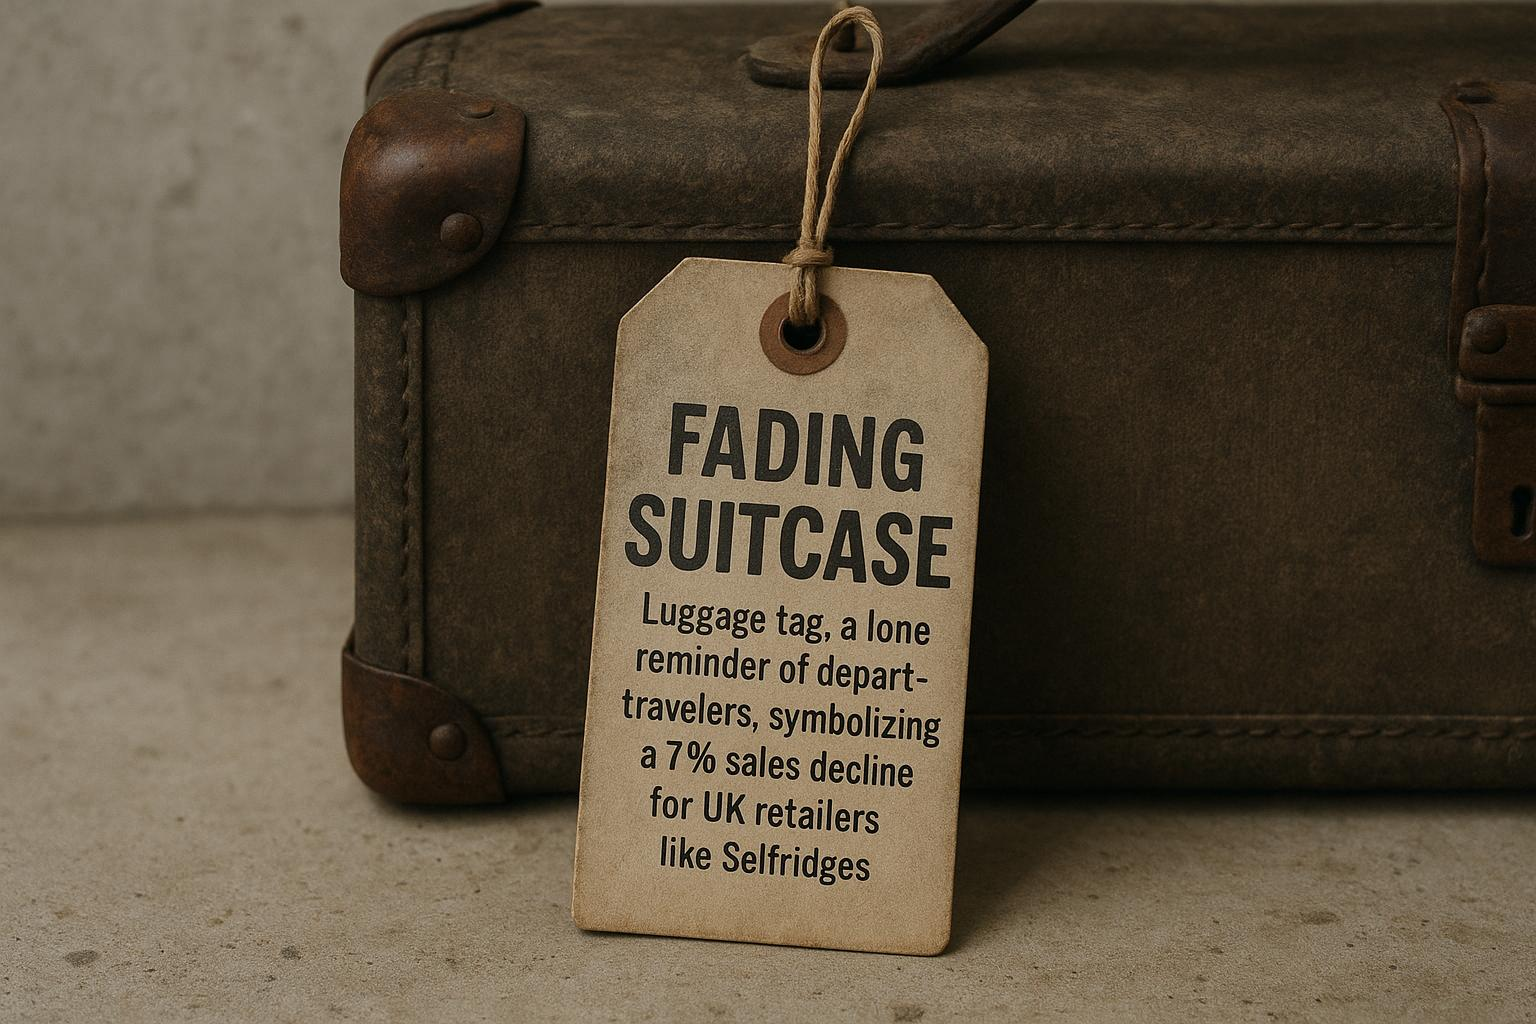 FADING
SUITCASE
Luggage tag, a lone
reminder of depart-
travelers, symbolizing
a 7% sales decline
for UK retailers
like Selfridges